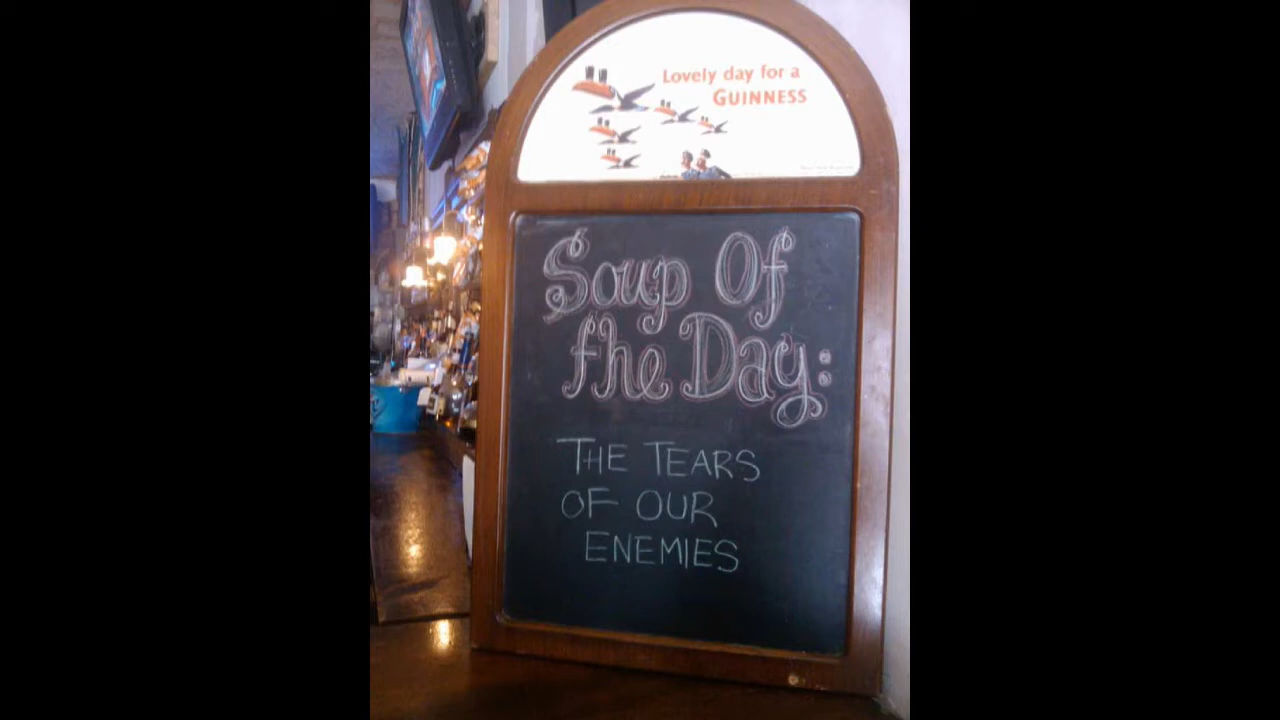 Lovely day for a
GUINNESS
Soup Of
the Day:
THE TEARS
OF OUR
ENEMIES